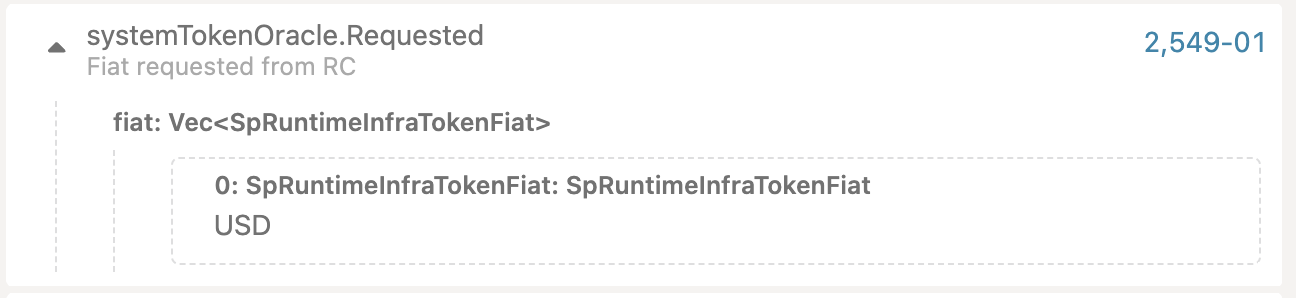 systemTokenOracle.Requested
2,549-01
Fiat requested from RC
fiat: Vec<SpRuntimeInfraTokenFiat>
0: SpRuntimeInfraTokenFiat: SpRuntimeInfraTokenFiat
USD